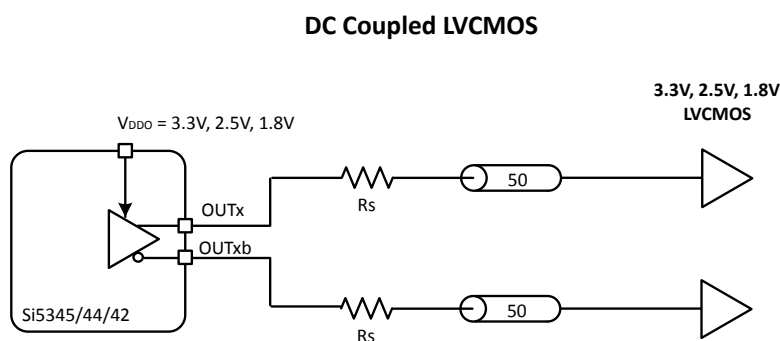 DC Coupled LVCMOS
3.3V, 2.5V, 1.8V
LVCMOS
VDDO = 3.3V, 2.5V, 1.8V
OUTx
Rs
50
OUTxb
Si5345/44/42
Rs
50